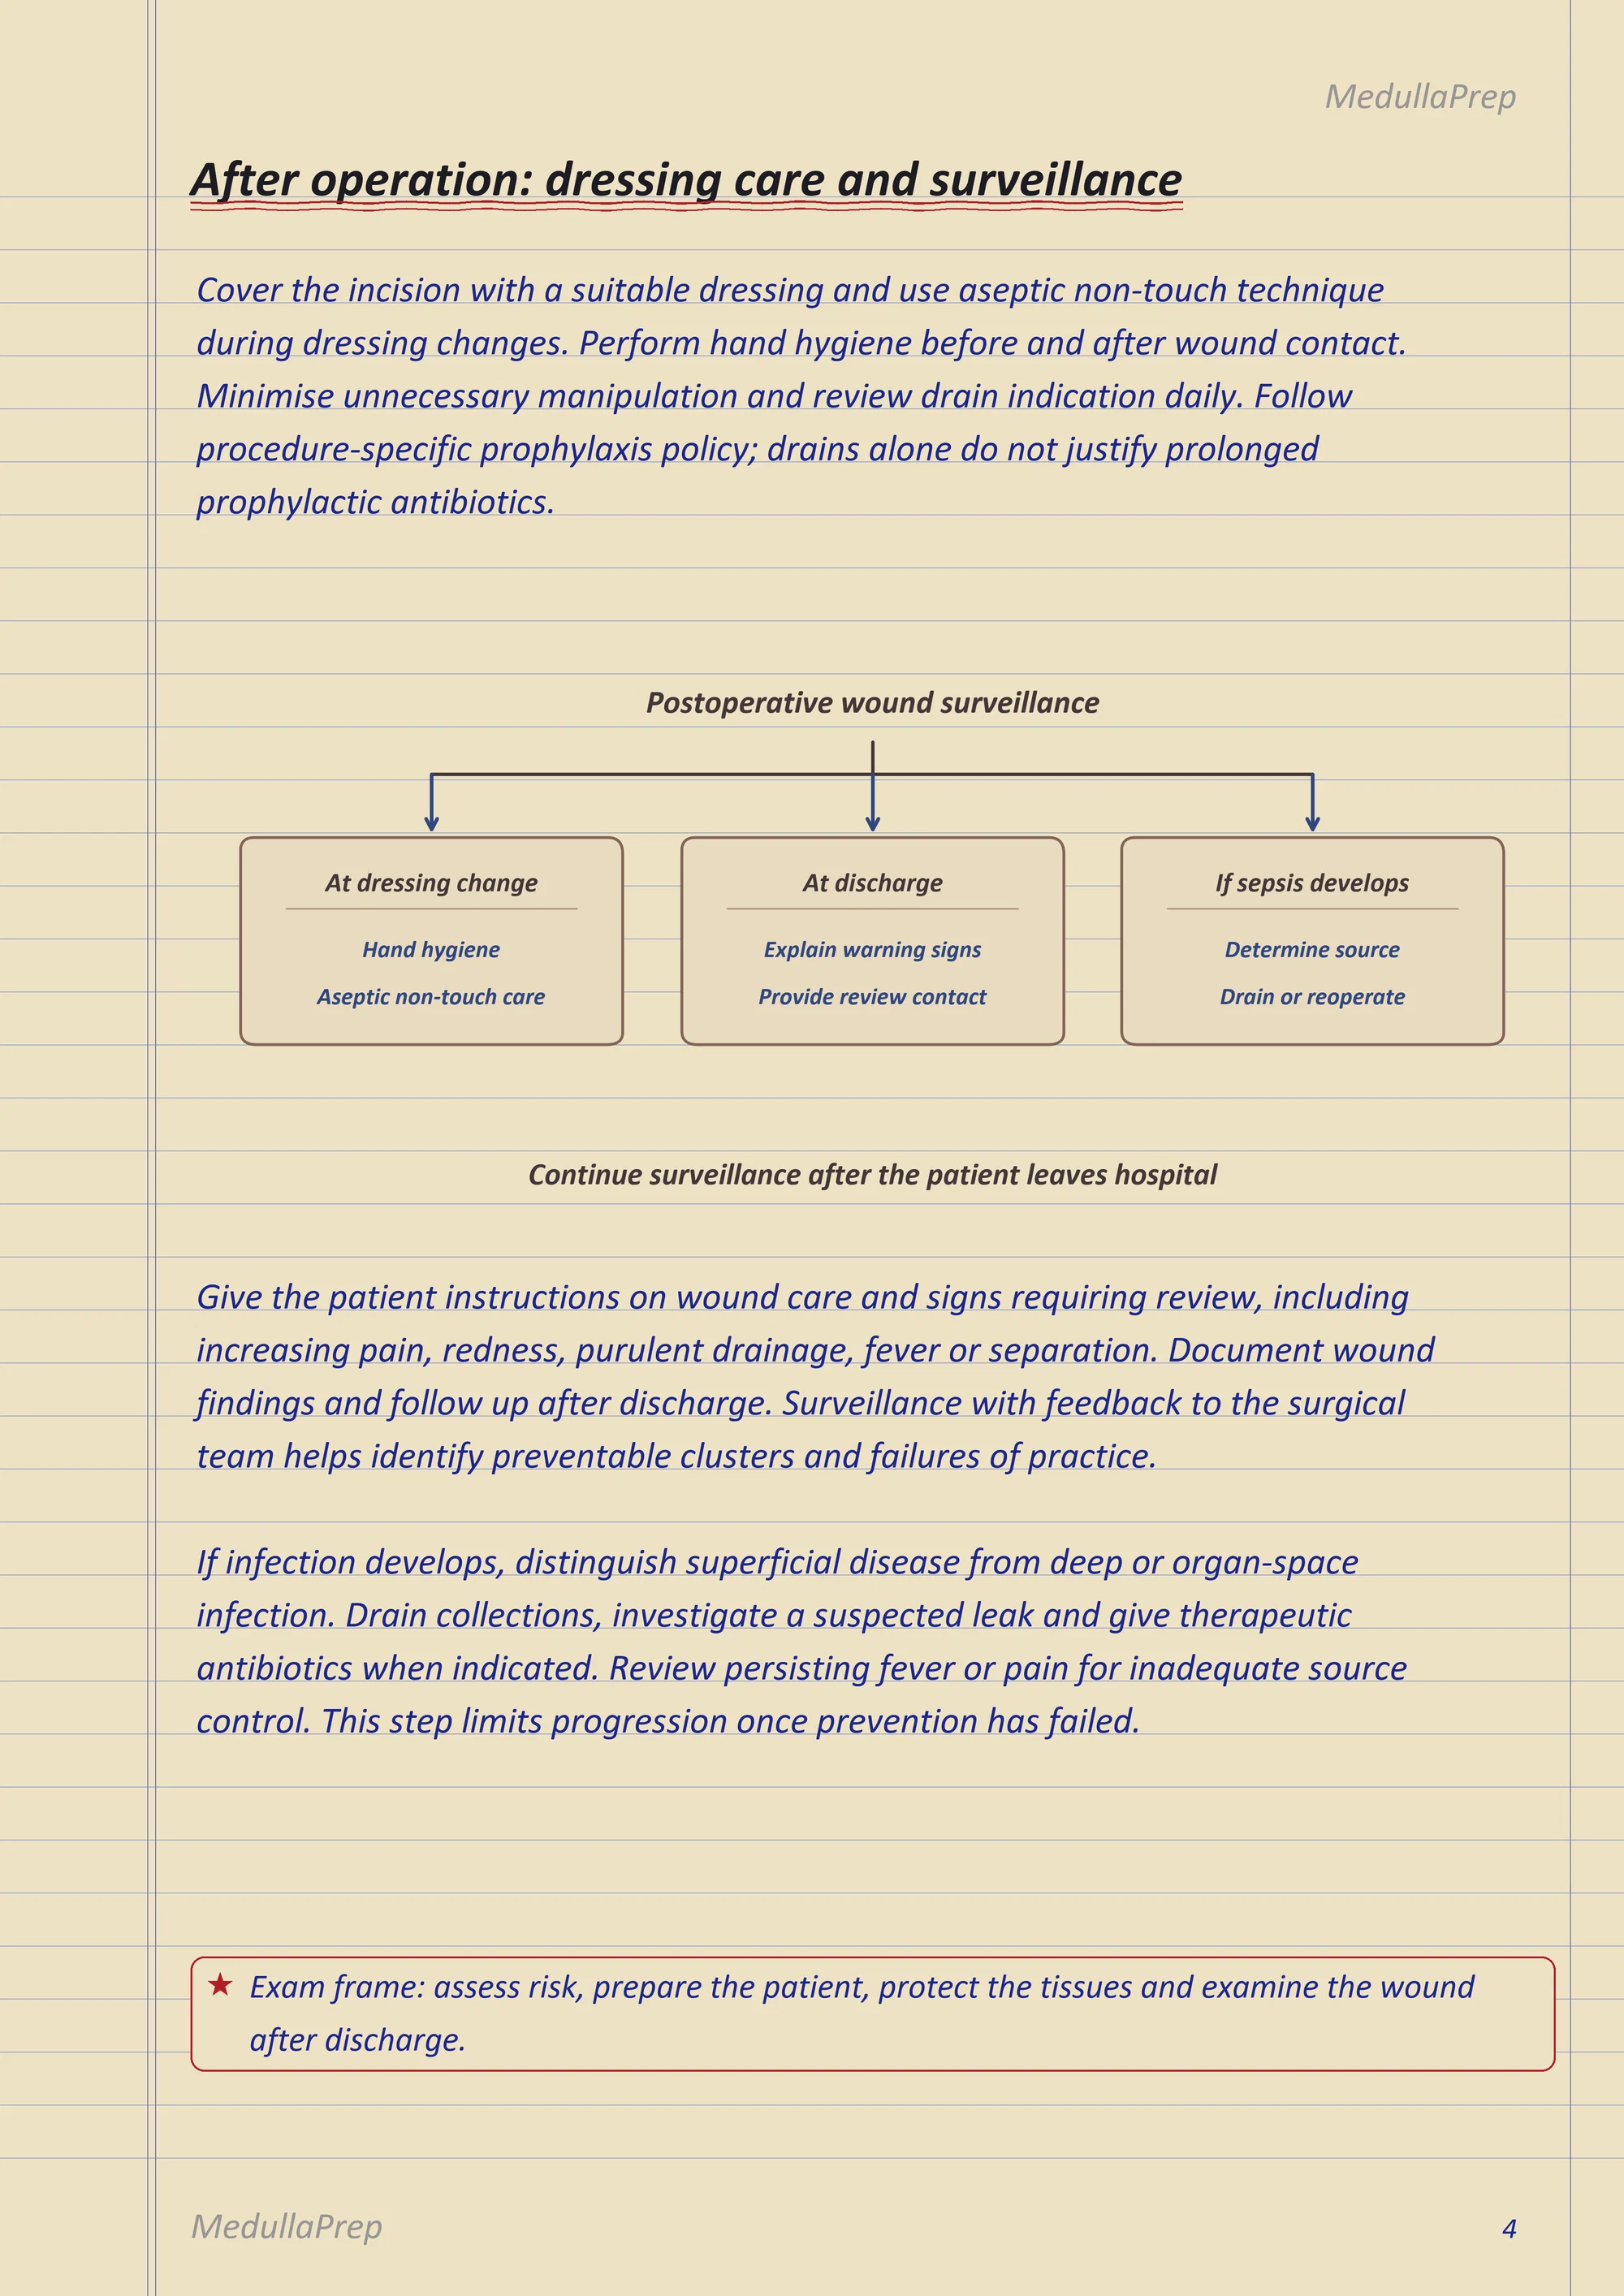 MedullaPrep
After operation: dressing care and surveillance
Cover the incision with a suitable dressing and use aseptic non-touch technique
during dressing changes. Perform hand hygiene before and after wound contact.
Minimise unnecessary manipulation and review drain indication daily. Follow
procedure-specific prophylaxis policy; drains alone do not justify prolonged
prophylactic antibiotics.
Postoperative wound surveillance
At dressing change
Hand hygiene
Aseptic non-touch care
At discharge
Explain warning signs
Provide review contact
If sepsis develops
Determine source
Drain or reoperate
Continue surveillance after the patient leaves hospital
Give the patient instructions on wound care and signs requiring review, including
increasing pain, redness, purulent drainage, fever or separation. Document wound
findings and follow up after discharge. Surveillance with feedback to the surgical
team helps identify preventable clusters and failures of practice.
If infection develops, distinguish superficial disease from deep or organ-space
infection. Drain collections, investigate a suspected leak and give therapeutic
antibiotics when indicated. Review persisting fever or pain for inadequate source
control. This step limits progression once prevention has failed.
★ Exam frame: assess risk, prepare the patient, protect the tissues and examine the wound
after discharge.
MedullaPrep
4